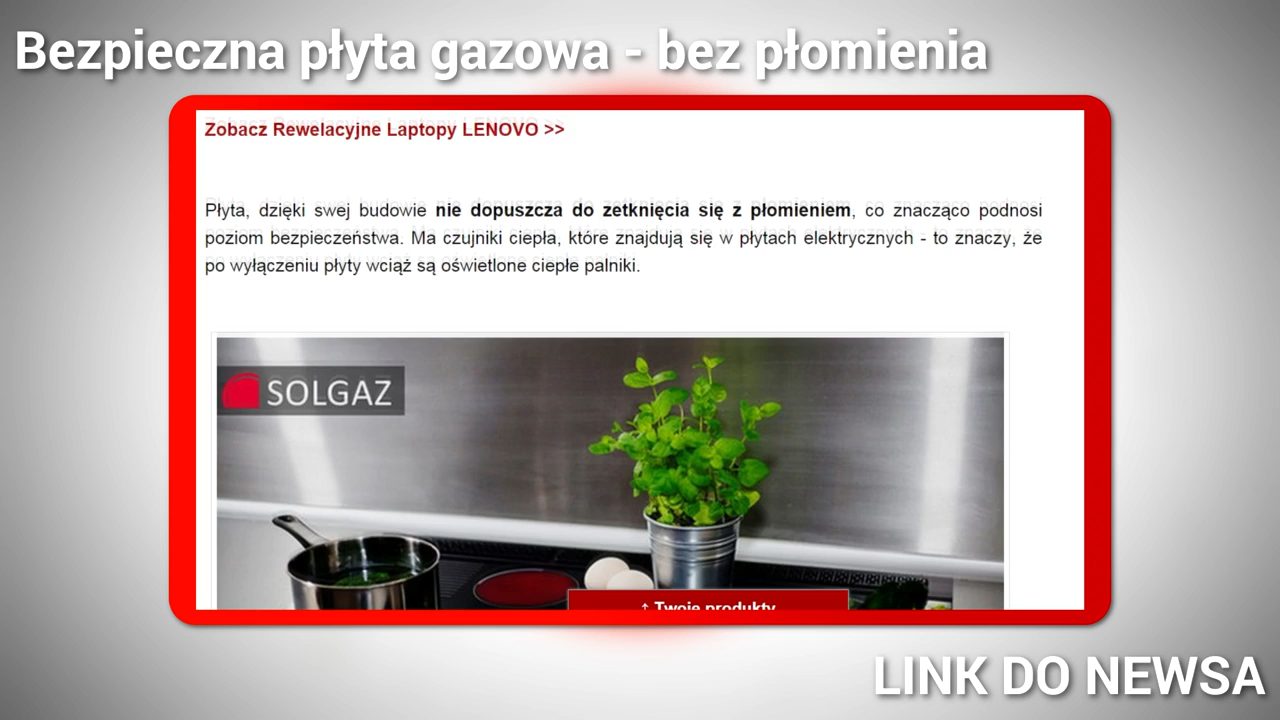 Bezpieczna płyta gazowa - bez płomienia
Zobacz Rewelacyjne Laptopy LENOVO >>
Płyta, dzięki swej budowie nie dopuszcza do zetknięcia się z płomieniem, co znacząco podnosi
poziom bezpieczeństwa. Ma czujniki ciepła, które znajdują się w płytach elektrycznych - to znaczy, że
po wyłączeniu płyty wciąż są oświetlone ciepłe palniki.
SOLGAZ
↑ Twoje produkty
LINK DO NEWSA